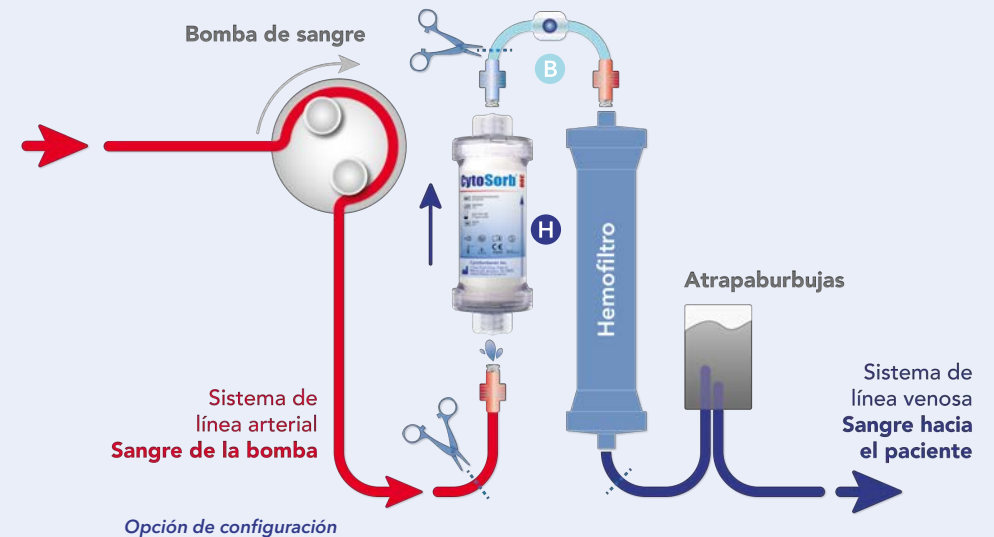 Bomba de sangre
B
CytoSorb
H
Hemofiltro
Atrapaburbujas
Sistema de
línea arterial
Sangre de la bomba
Sistema de
línea venosa
Sangre hacia
el paciente
Opción de configuración